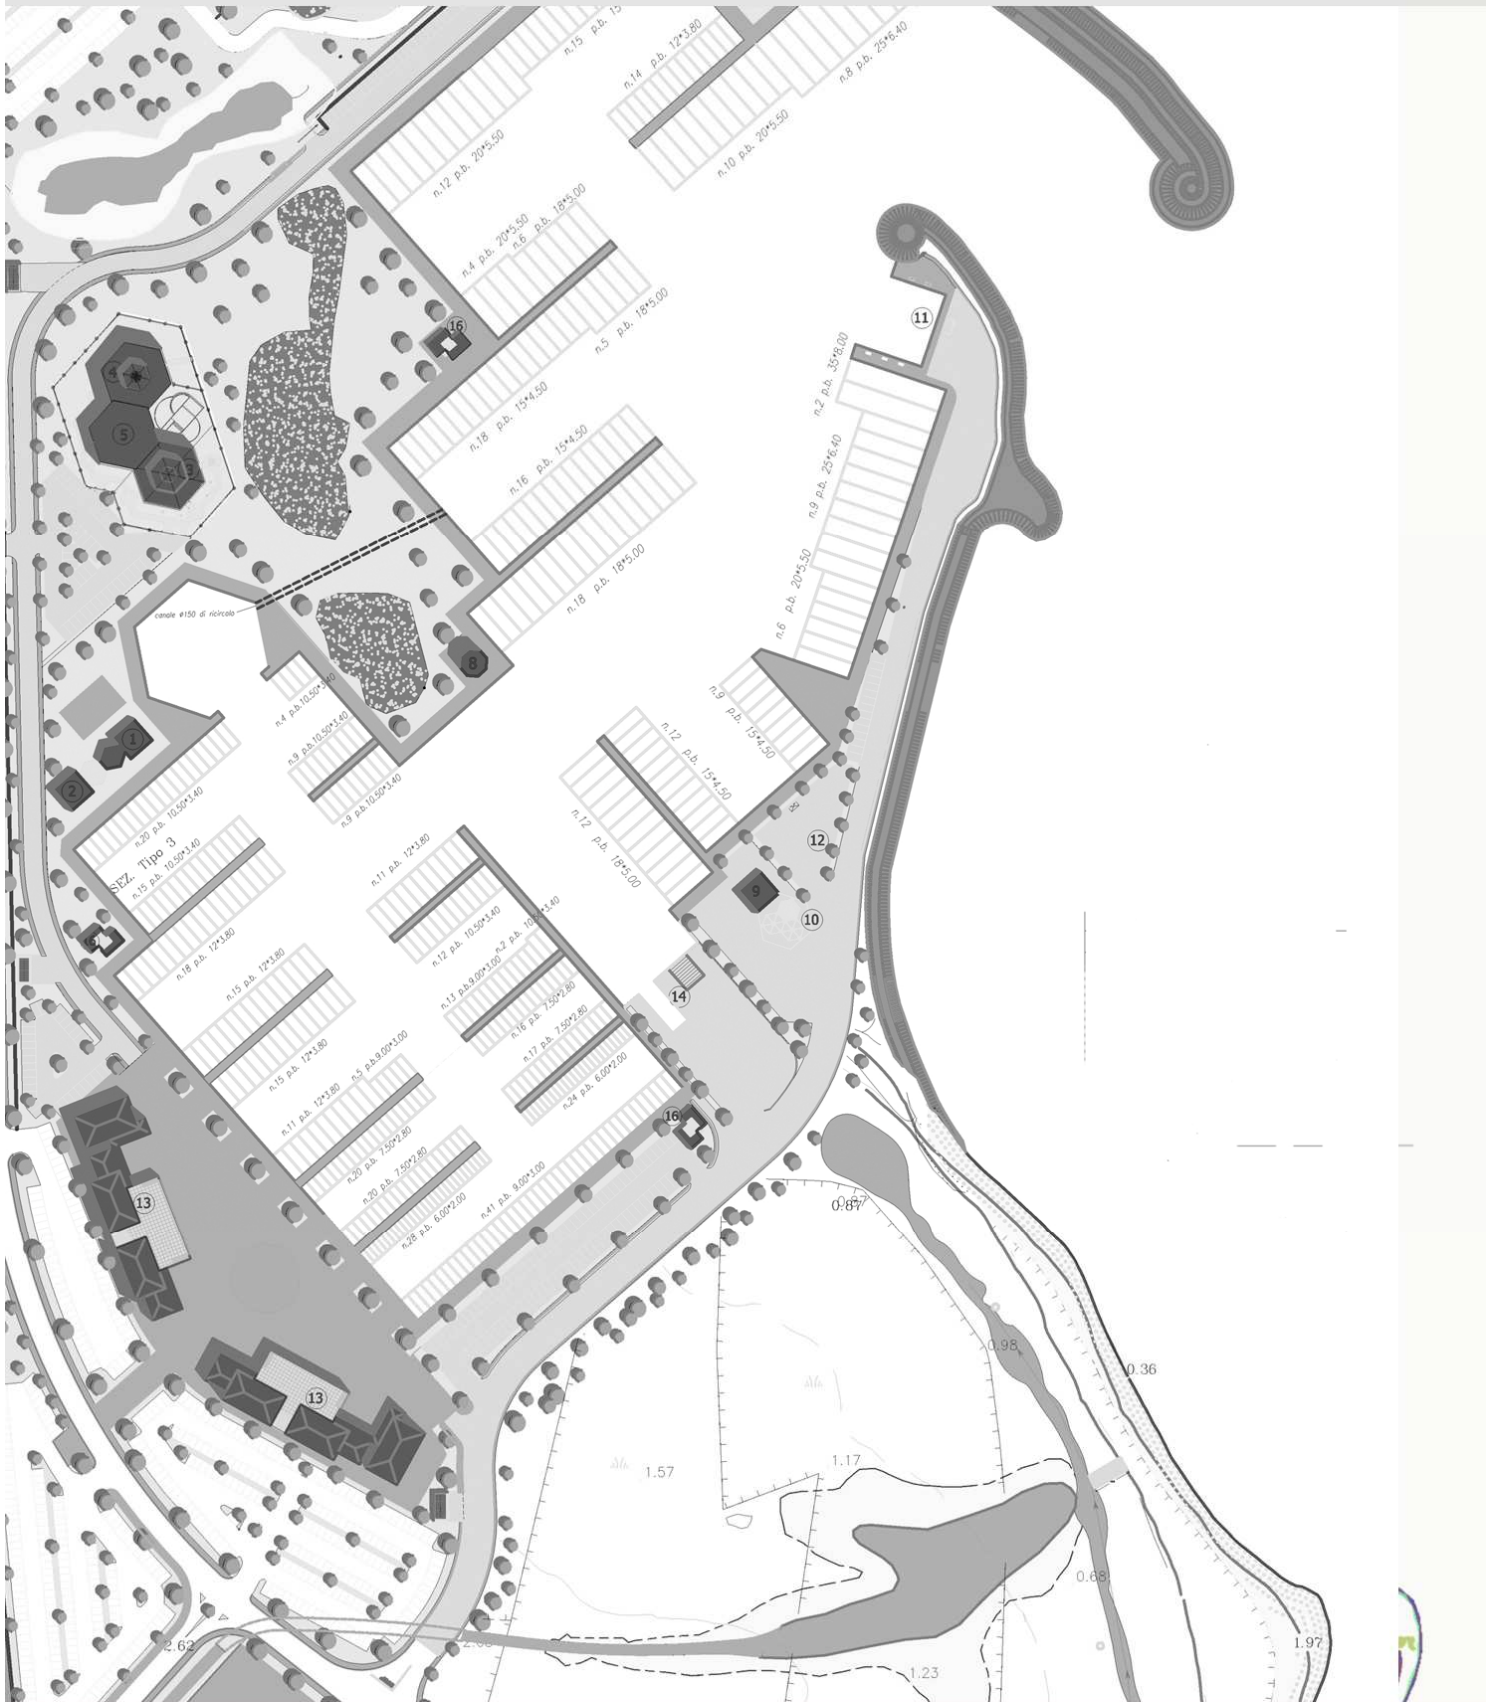 n.15 p.b. 15
n.14 p.b. 12*3.80
n.8 p.b. 25*6.40
n.12 p.b. 20*5.50
n.10 p.b. 20*5.50
n.4 p.b. 20*5.50
n.6 p.b. 18*5.00
n.5 p.b. 18*5.00
16
11
n.2 p.b. 35*8.00
4
5
3
n.18 p.b. 15*4.50
n.16 p.b. 15*4.50
n.9 p.b. 25*6.40
n.18 p.b. 18*5.00
n.6 p.b. 20*5.50
canale ø150 di ricircolo
8
n.4 p.b.10.50*3.40
n.9 p.b.10.50*3.40
n.9 p.b.10.50*3.40
n.9 p.b. 15*4.50
n.12 p.b. 15*4.50
n.12 p.b. 18*5.00
1
2
n.20 p.b. 10.50*3.40
SEZ. Tipo 3
n.15 p.b. 10.50*3.40
12
9
10
n.11 p.b. 12*3.80
n.12 p.b. 10.50*3.40
n.2 p.b. 10.50*3.40
n.18 p.b. 12*3.80
n.15 p.b. 12*3.80
n.13 p.b.9.00*3.00
n.16 p.b. 7.50*2.80
14
n.17 p.b. 7.50*2.80
n.15 p.b. 12*3.80
n.5 p.b.9.00*3.00
n.24 p.b. 6.00*2.00
n.11 p.b. 12*3.80
16
n.20 p.b. 7.50*2.80
n.20 p.b. 7.50*2.80
n.41 p.b. 9.00*3.00
n.28 p.b. 6.00*2.00
13
0.87
0.87
0.98
0.36
13
1.57
1.17
0.68
2.62
1.23
1.97